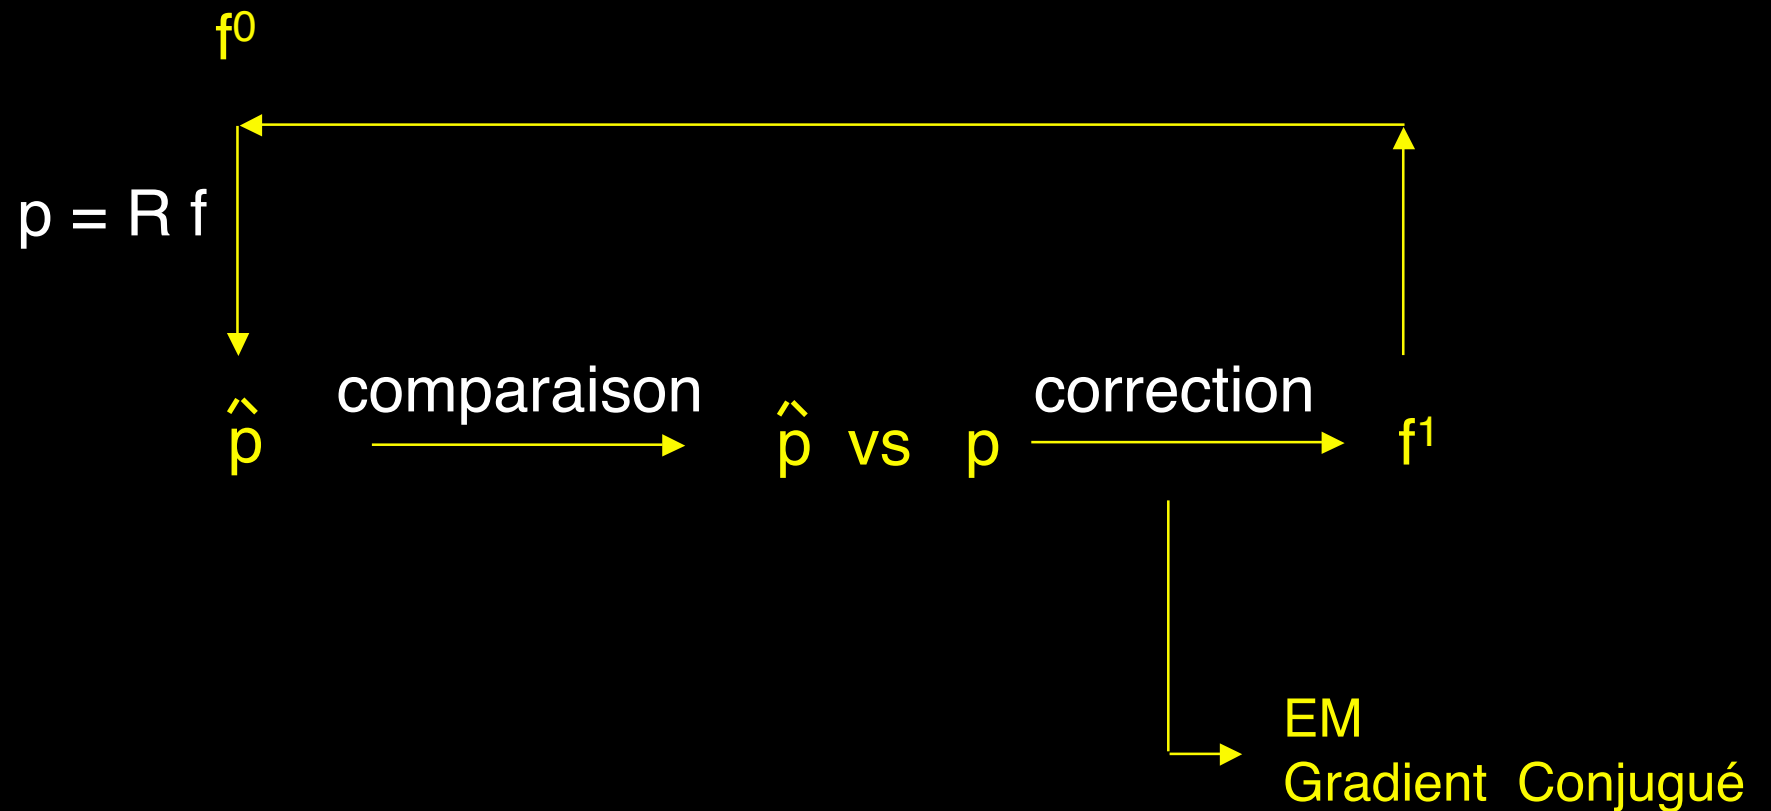 f⁰
p = R f
comparaison correction
p̂ p̂ vs p f¹
EM
Gradient Conjugué